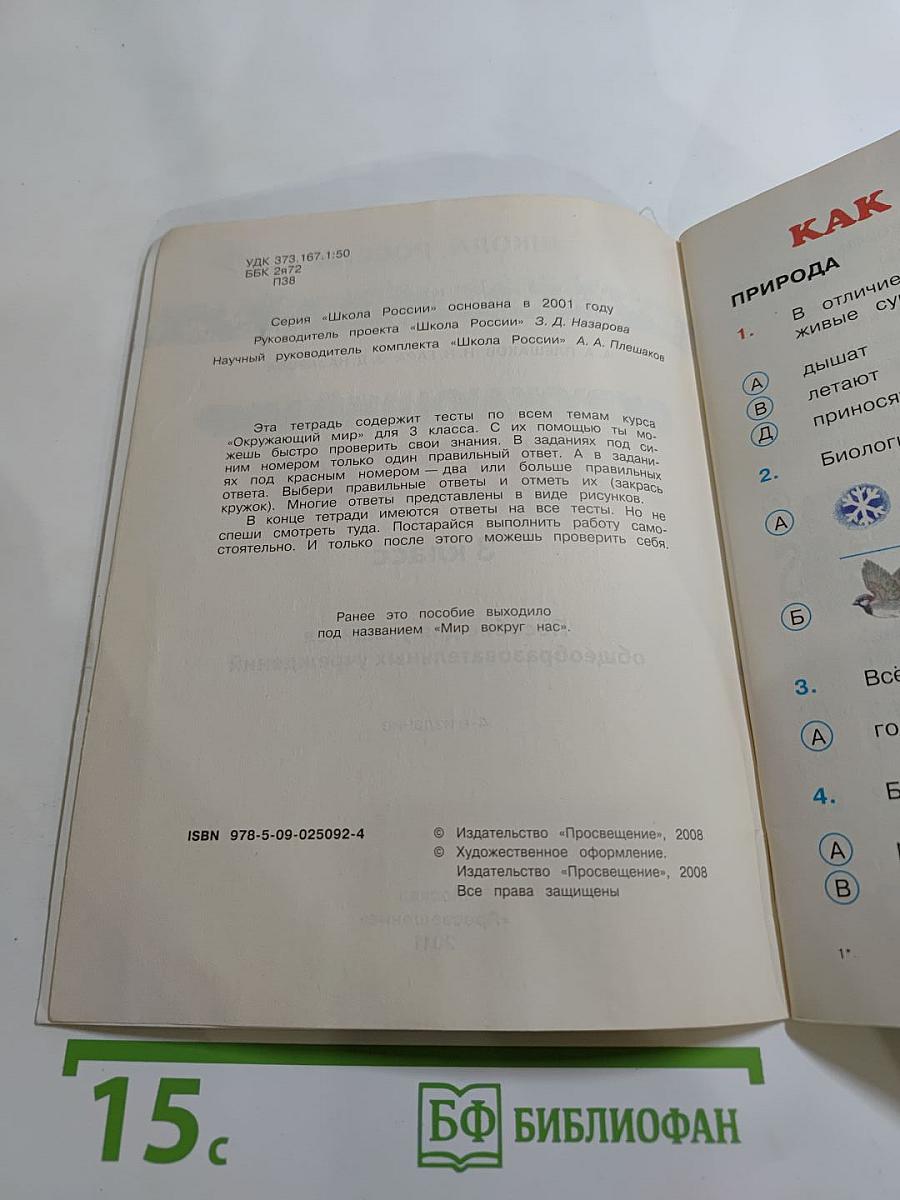 УДК 373.167.1:50
ББК 2я72
П38
Серия «Школа России» основана в 2001 году
Руководитель проекта «Школа России» З. Д. Назарова
Научный руководитель комплекта «Школа России» А. А. Плешаков
Эта тетрадь содержит тесты по всем темам курса
«Окружающий мир» для 3 класса. С их помощью ты мо-
жешь быстро проверить свои знания. В заданиях под си-
ним номером только один правильный ответ. А в задани-
ях под красным номером — два или больше правильных
ответа. Выбери правильные ответы и отметь их (закрась
кружок). Многие ответы представлены в виде рисунков.
В конце тетради имеются ответы на все тесты. Но не
спеши смотреть туда. Постарайся выполнить работу само-
стоятельно. И только после этого можешь проверить себя.
Ранее это пособие выходило
под названием «Мир вокруг нас».
ISBN 978-5-09-025092-4
© Издательство «Просвещение», 2008
© Художественное оформление.
Издательство «Просвещение», 2008
Все права защищены
КАК
ПРИРОДА
1. В отличие
живые су
А дышат
В летают
Д принося
2. Биолог
А
Б
3. Всё
А го
4. Б
А
В
1*
15 с
БФ БИБЛИОФАН